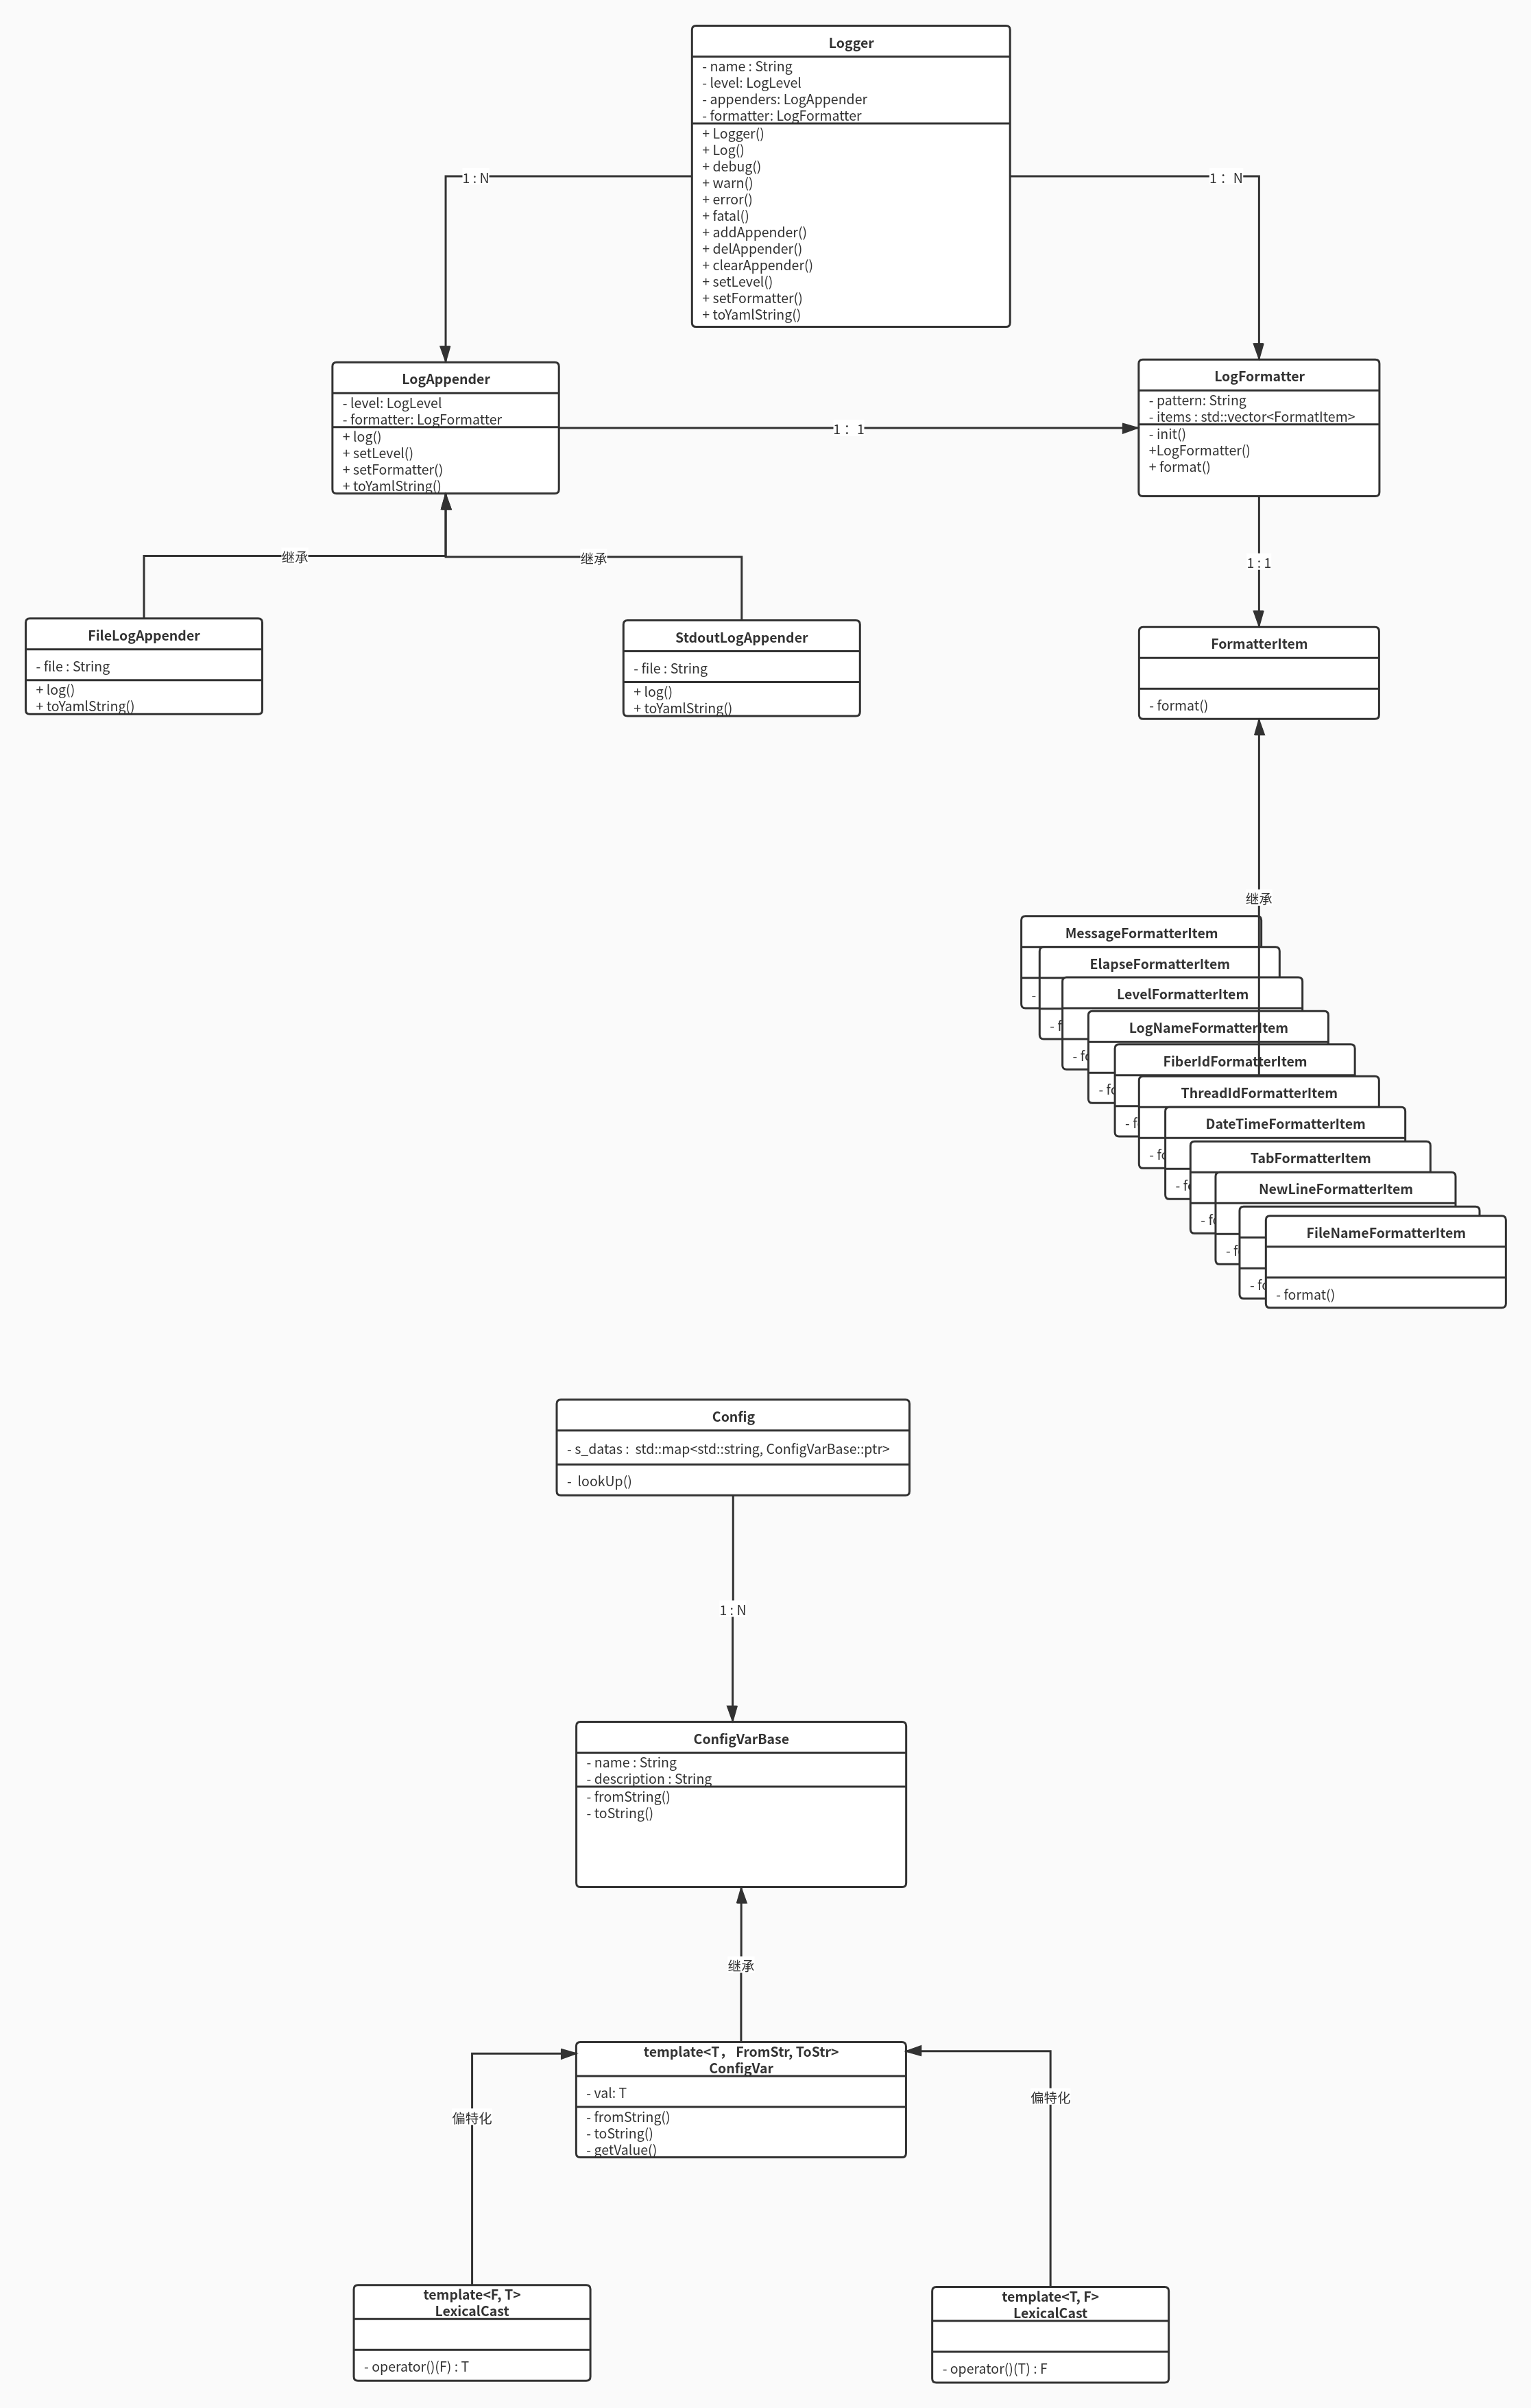 Logger
- name : String
- level: LogLevel
- appenders: LogAppender
- formatter: LogFormatter
+ Logger()
+ Log()
+ debug()
+ warn()
+ error()
+ fatal()
+ addAppender()
+ delAppender()
+ clearAppender()
+ setLevel()
+ setFormatter()
+ toYamlString()
1 : N
1： N
LogAppender
- level: LogLevel
- formatter: LogFormatter
+ log()
+ setLevel()
+ setFormatter()
+ toYamlString()
1： 1
LogFormatter
- pattern: String
- items : std::vector<FormatItem>
- init()
+LogFormatter()
+ format()
继承
继承
1 : 1
FileLogAppender
- file : String
+ log()
+ toYamlString()
StdoutLogAppender
- file : String
+ log()
+ toYamlString()
FormatterItem
- format()
继承
MessageFormatterItem
-
ElapseFormatterItem
- f
LevelFormatterItem
- fo
LogNameFormatterItem
- fo
FiberIdFormatterItem
- f
ThreadIdFormatterItem
- fo
DateTimeFormatterItem
- f
TabFormatterItem
- fo
NewLineFormatterItem
- f
- fo
FileNameFormatterItem
- format()
Config
- s_datas :  std::map<std::string, ConfigVarBase::ptr>
-  lookUp()
1 : N
ConfigVarBase
- name : String
- description : String
- fromString()
- toString()
继承
template<T， FromStr, ToStr>
ConfigVar
- val: T
- fromString()
- toString()
- getValue()
偏特化
偏特化
template<F, T>
LexicalCast
- operator()(F) : T
template<T, F>
LexicalCast
- operator()(T) : F